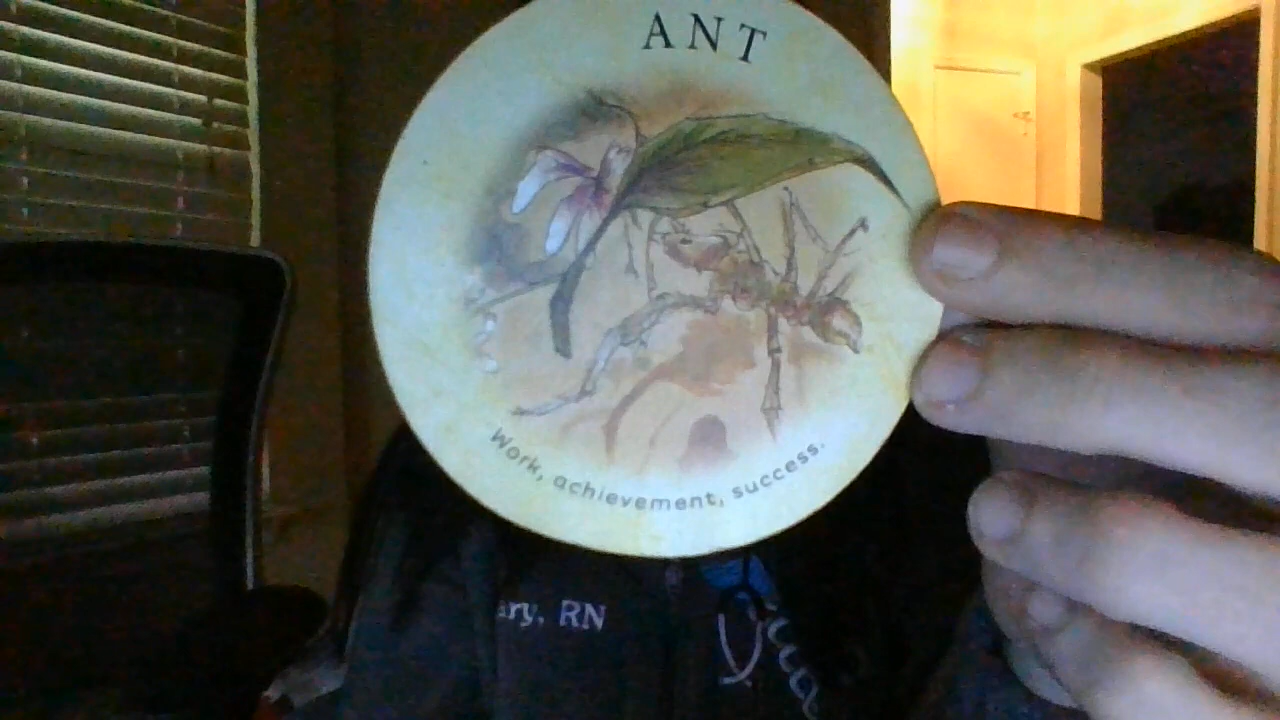 ANT
Work, achievement, success.
ary, RN